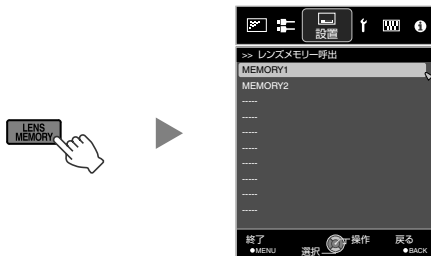 LENS
MEMORY
設置
>> レンズメモリー呼出
MEMORY1
MEMORY2
-----
-----
-----
-----
-----
-----
-----
-----
終了
●MENU
選択
操作
戻る
●BACK